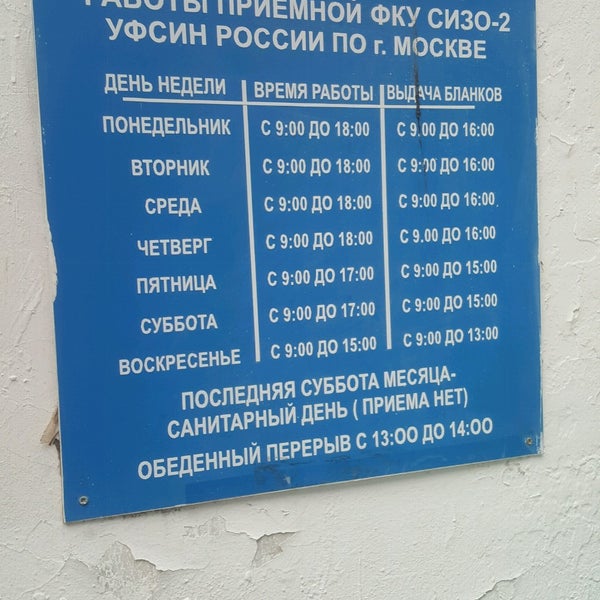 РАБОТЫ ПРИЕМНОЙ ФКУ СИЗО-2
УФСИН РОССИИ ПО г. МОСКВЕ
ДЕНЬ НЕДЕЛИ ВРЕМЯ РАБОТЫ ВЫДАЧА БЛАНКОВ
ПОНЕДЕЛЬНИК С 9:00 ДО 18:00 С 9.00 ДО 16:00
ВТОРНИК С 9:00 ДО 18:00 С 9:00 ДО 16:00
СРЕДА С 9:00 ДО 18:00 С 9:00 ДО 16:00
ЧЕТВЕРГ С 9:00 ДО 18:00 С 9.00 ДО 16:00
ПЯТНИЦА С 9:00 ДО 17:00 С 9:00 ДО 15:00
СУББОТА С 9:00 ДО 17:00 С 9:00 ДО 15:00
ВОСКРЕСЕНЬЕ С 9:00 ДО 15:00 С 9:00 ДО 13:00
ПОСЛЕДНЯЯ СУББОТА МЕСЯЦА-
САНИТАРНЫЙ ДЕНЬ ( ПРИЕМА НЕТ)
ОБЕДЕННЫЙ ПЕРЕРЫВ С 13:ОО ДО 14:ОО